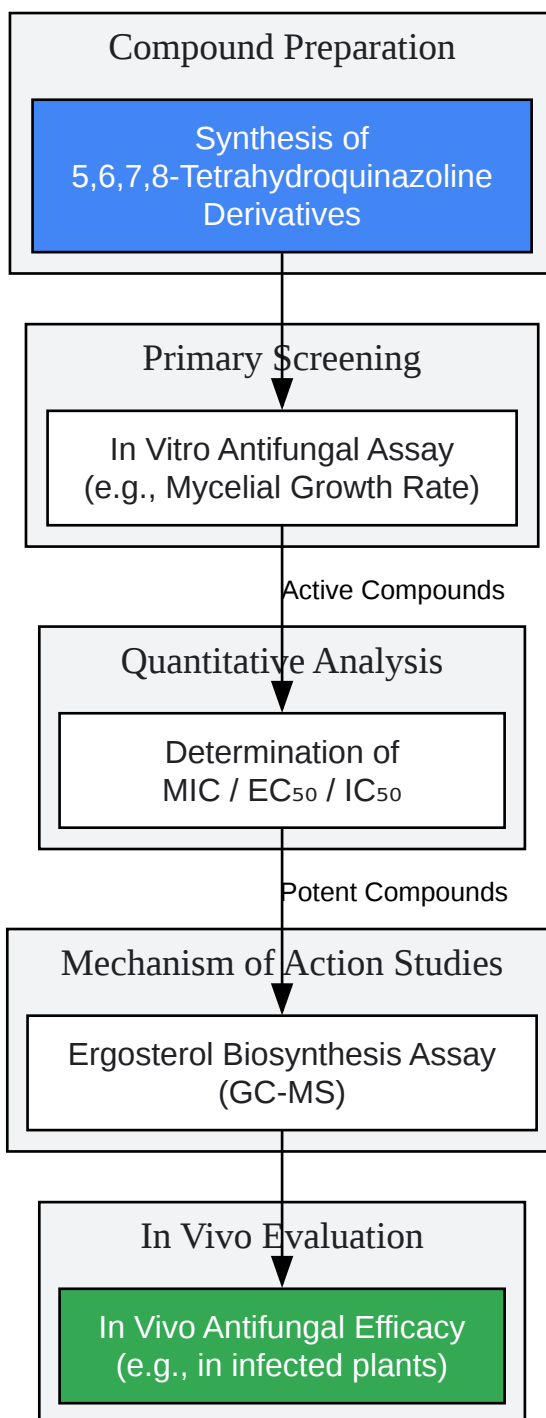 Compound Preparation
Synthesis of
5,6,7,8-Tetrahydroquinazoline
Derivatives
Primary Screening
In Vitro Antifungal Assay
(e.g., Mycelial Growth Rate)
Active Compounds
Quantitative Analysis
Determination of
MIC / EC₅₀ / IC₅₀
Potent Compounds
Mechanism of Action Studies
Ergosterol Biosynthesis Assay
(GC-MS)
In Vivo Evaluation
In Vivo Antifungal Efficacy
(e.g., in infected plants)